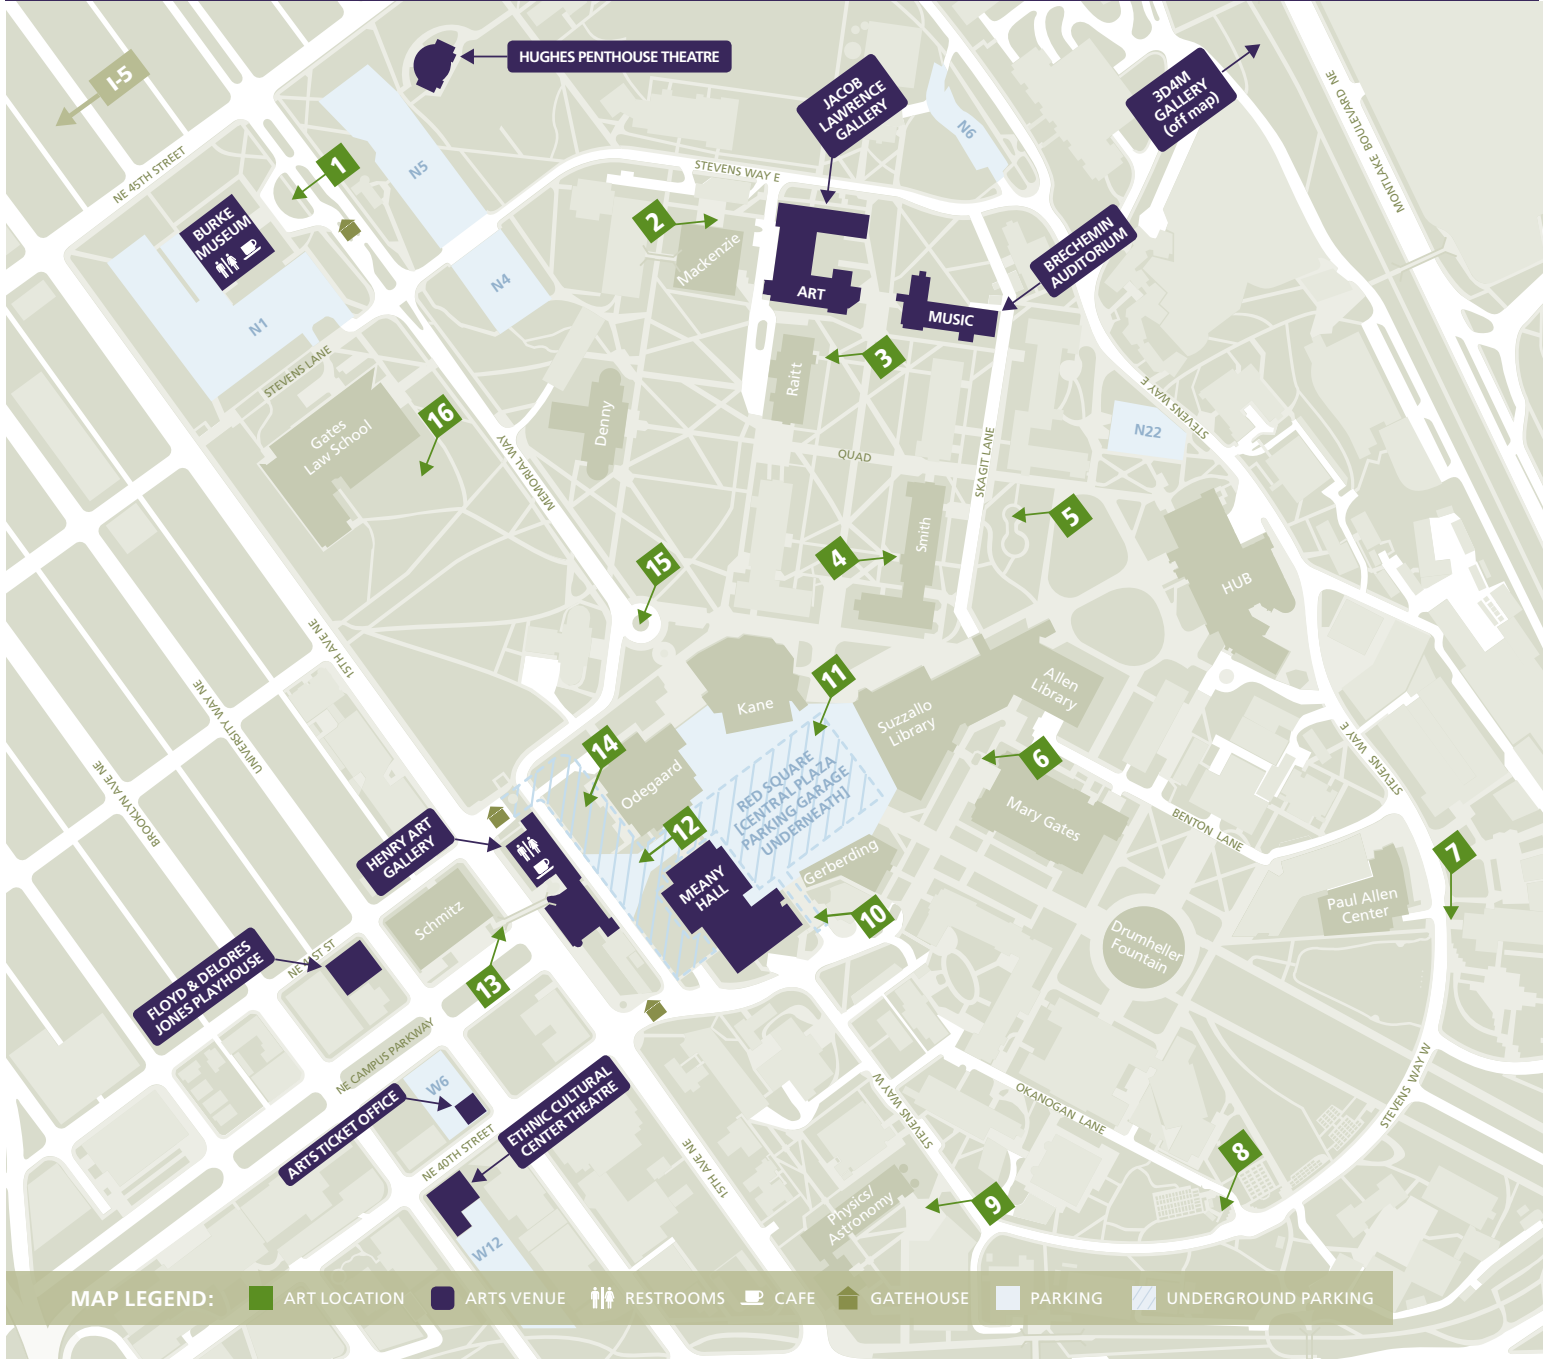 HUGHES PENTHOUSE THEATRE
I-5
JACOB
LAWRENCE
GALLERY
3D4M
GALLERY
(off map)
MONTLAKE BOULEVARD NE
N6
NE 45TH STREET
1
N5
STEVENS WAY E
BURKE
MUSEUM
2
Mackenzie
BRECHEMIN
AUDITORIUM
N4
ART
MUSIC
N1
STEVENS LANE
Raitt
3
STEVENS WAY E
16
Gates
Law School
Denny
N22
MEMORIAL WAY
QUAD
SKAGIT LANE
5
Smith
4
15
HUB
15TH AVE NE
11
Allen
Library
UNIVERSITY WAY NE
Kane
Suzzallo
Library
14
6
STEVENS WAY E
Odegaard
RED SQUARE
[CENTRAL PLAZA
PARKING GARAGE
UNDERNEATH]
BROOKLYN AVE NE
12
Mary Gates
BENTON LANE
HENRY ART
GALLERY
7
Gerberding
MEANY
HALL
Paul Allen
Center
Schmitz
10
Drumheller
Fountain
FLOYD & DELORES
JONES PLAYHOUSE
NE 41ST ST
13
NE CAMPUS PARKWAY
W6
ARTS TICKET OFFICE
ETHNIC CULTURAL
CENTER THEATRE
STEVENS WAY W
OKANOGAN LANE
STEVENS WAY W
NE 40TH STREET
15TH AVE NE
8
9
Physics/
Astronomy
W12
MAP LEGEND:
ART LOCATION
ARTS VENUE
RESTROOMS
CAFE
GATEHOUSE
PARKING
UNDERGROUND PARKING